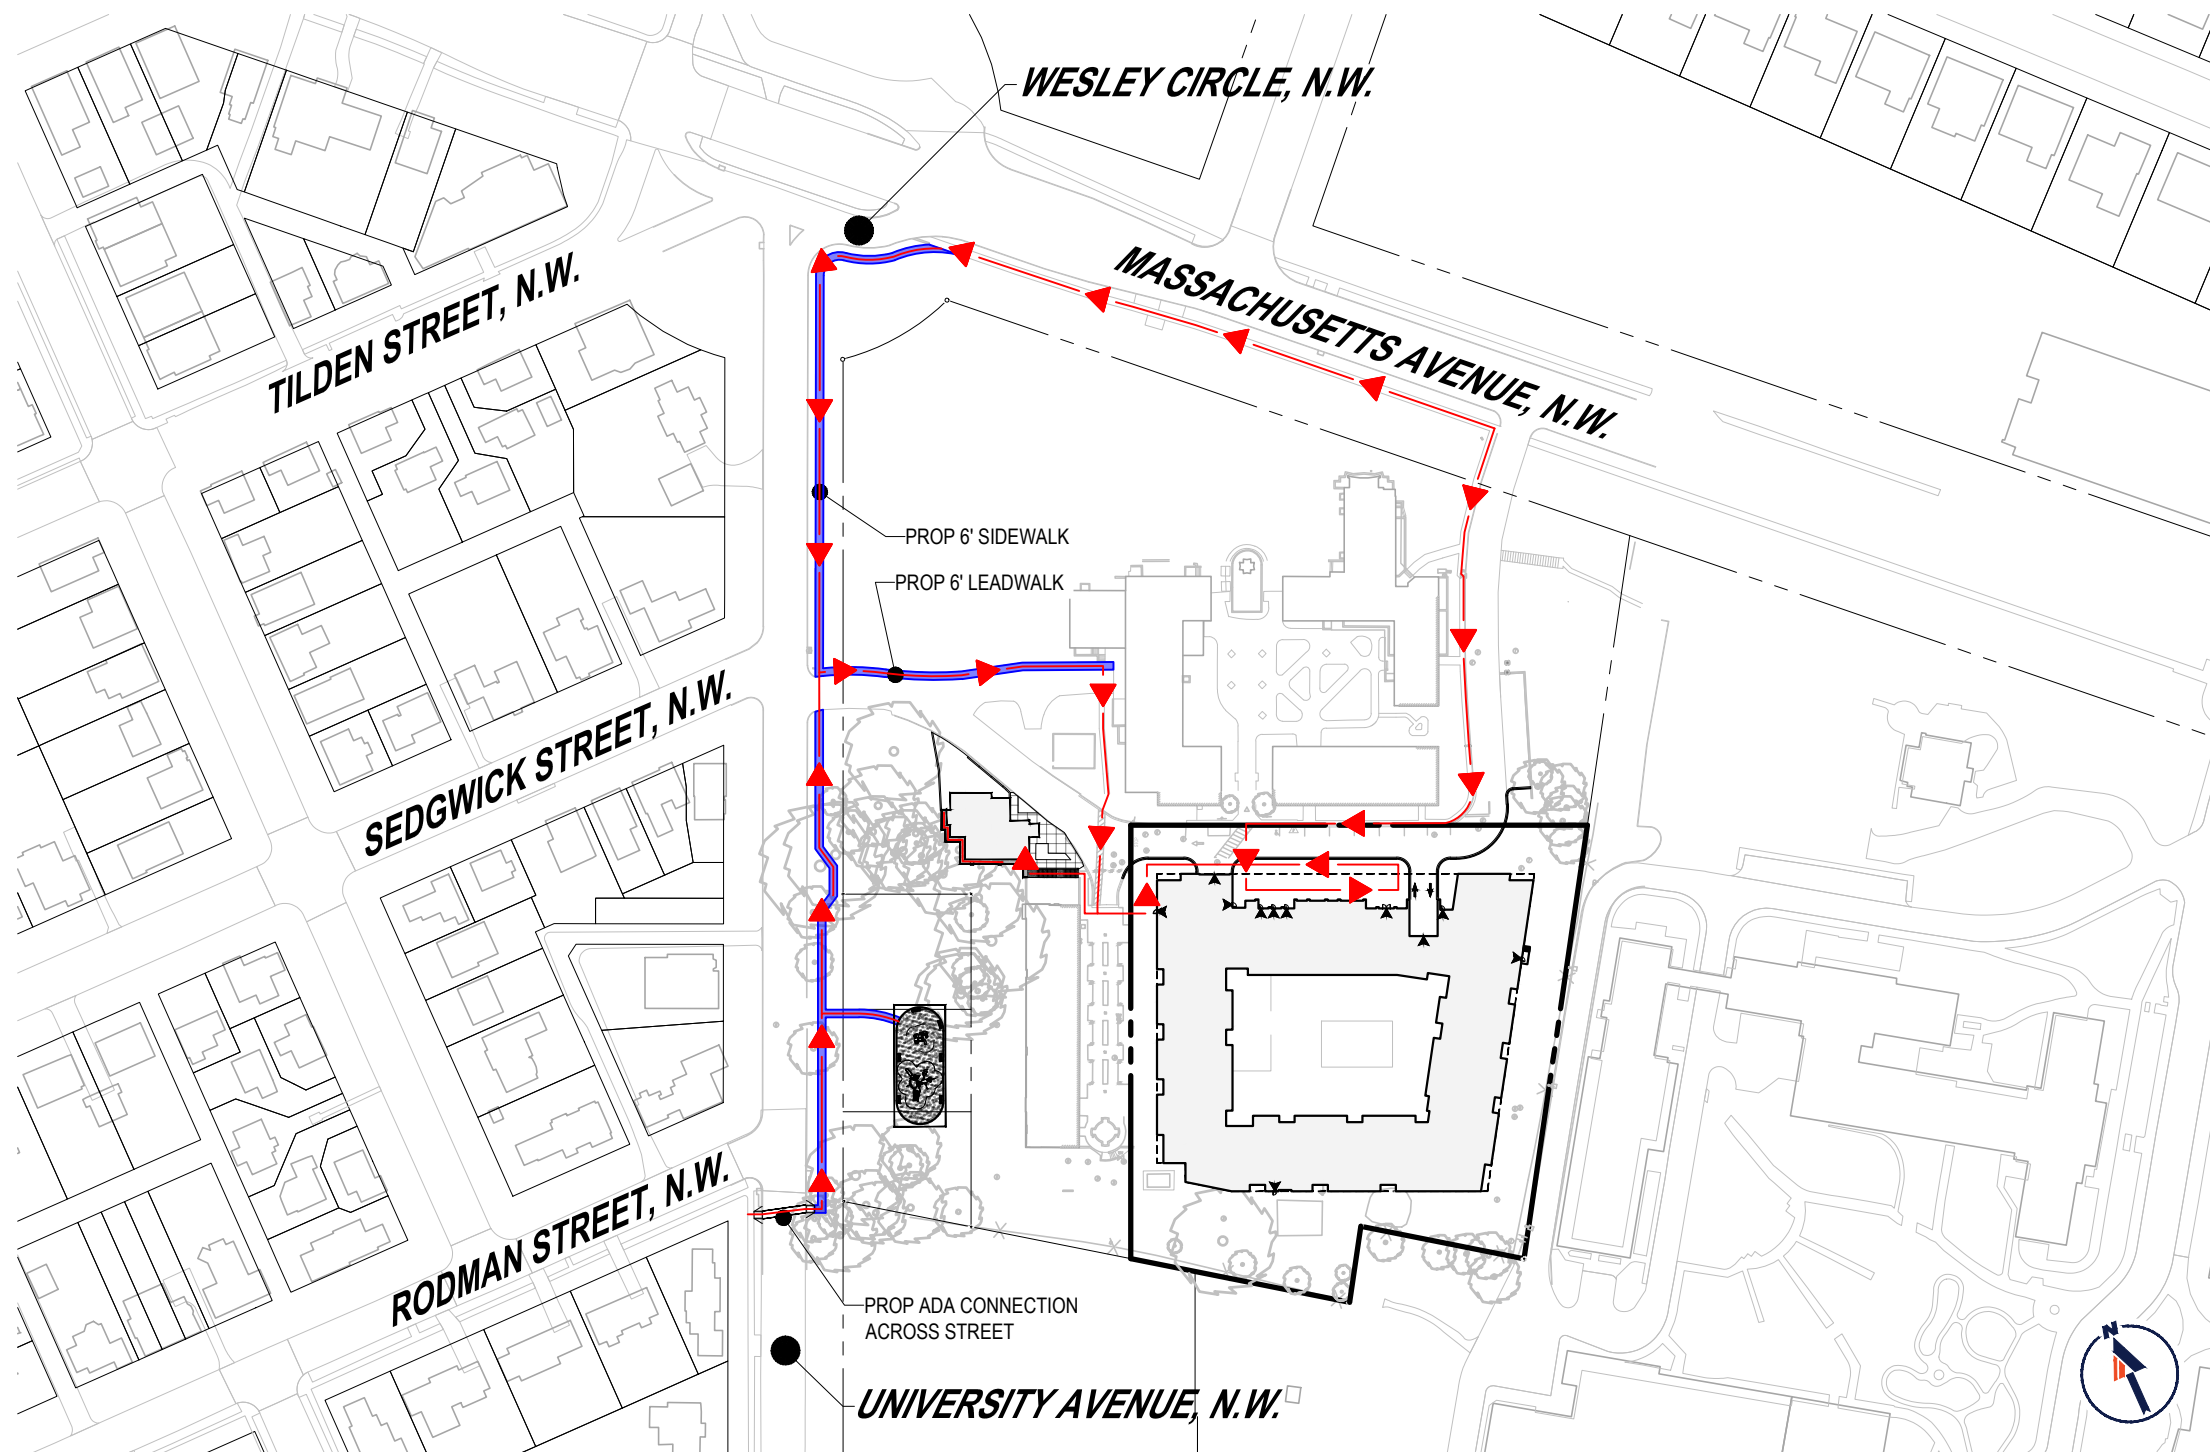 WESLEY CIRCLE, N.W.
MASSACHUSETTS AVENUE, N.W.
TILDEN STREET, N.W.
PROP 6' SIDEWALK
PROP 6' LEADWALK
SEDGWICK STREET, N.W.
RODMAN STREET, N.W.
PROP ADA CONNECTION
ACROSS STREET
UNIVERSITY AVENUE, N.W.
N